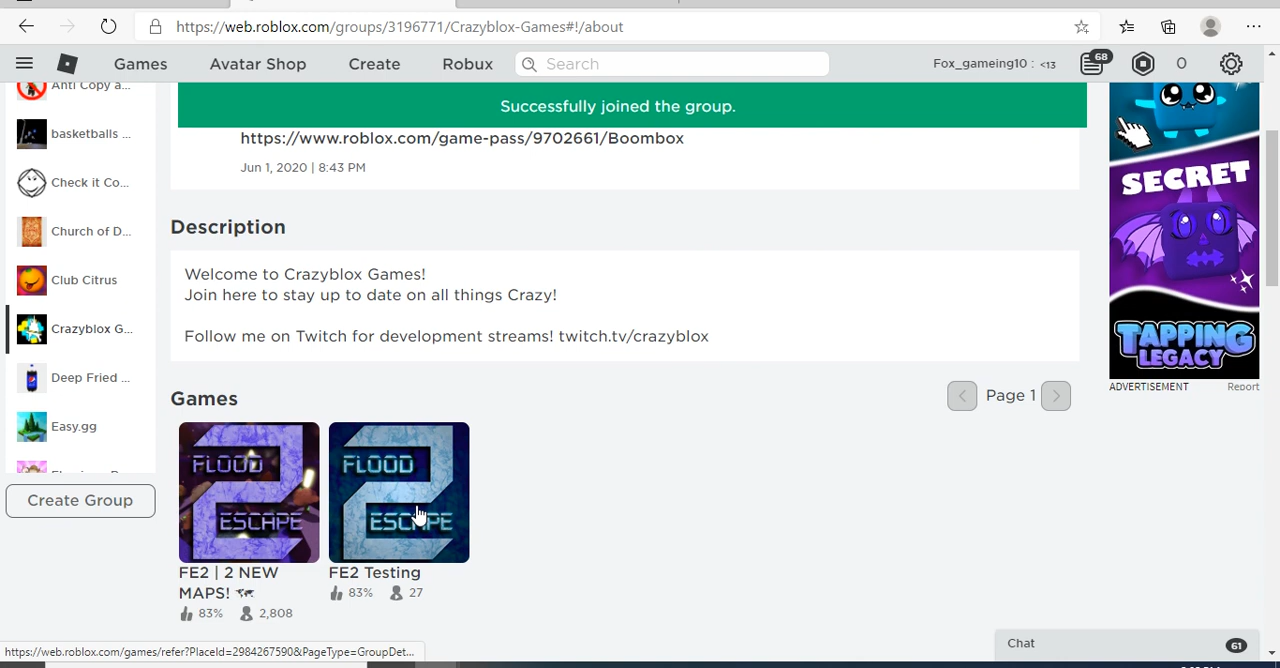 https://web.roblox.com/groups/3196771/Crazyblox-Games#!/about
Games Avatar Shop Create Robux Search Fox_gameing10 : <13 68 0
Successfully joined the group.
https://www.roblox.com/game-pass/9702661/Boombox
Jun 1, 2020 | 8:43 PM
Anti Copy a...
basketballs ...
Check it Co...
Church of D...
Club Citrus
Crazyblox G...
Deep Fried ...
Easy.gg
Create Group
Description
Welcome to Crazyblox Games!
Join here to stay up to date on all things Crazy!
Follow me on Twitch for development streams! twitch.tv/crazyblox
Games
Page 1
FLOOD
2
ESCAPE
FE2 | 2 NEW
MAPS!
83% 2,808
FLOOD
2
ESCAPE
FE2 Testing
83% 27
SECRET
TAPPING
LEGACY
ADVERTISEMENT Report
Chat 61
https://web.roblox.com/games/refer?PlaceId=2984267590&PageType=GroupDet...